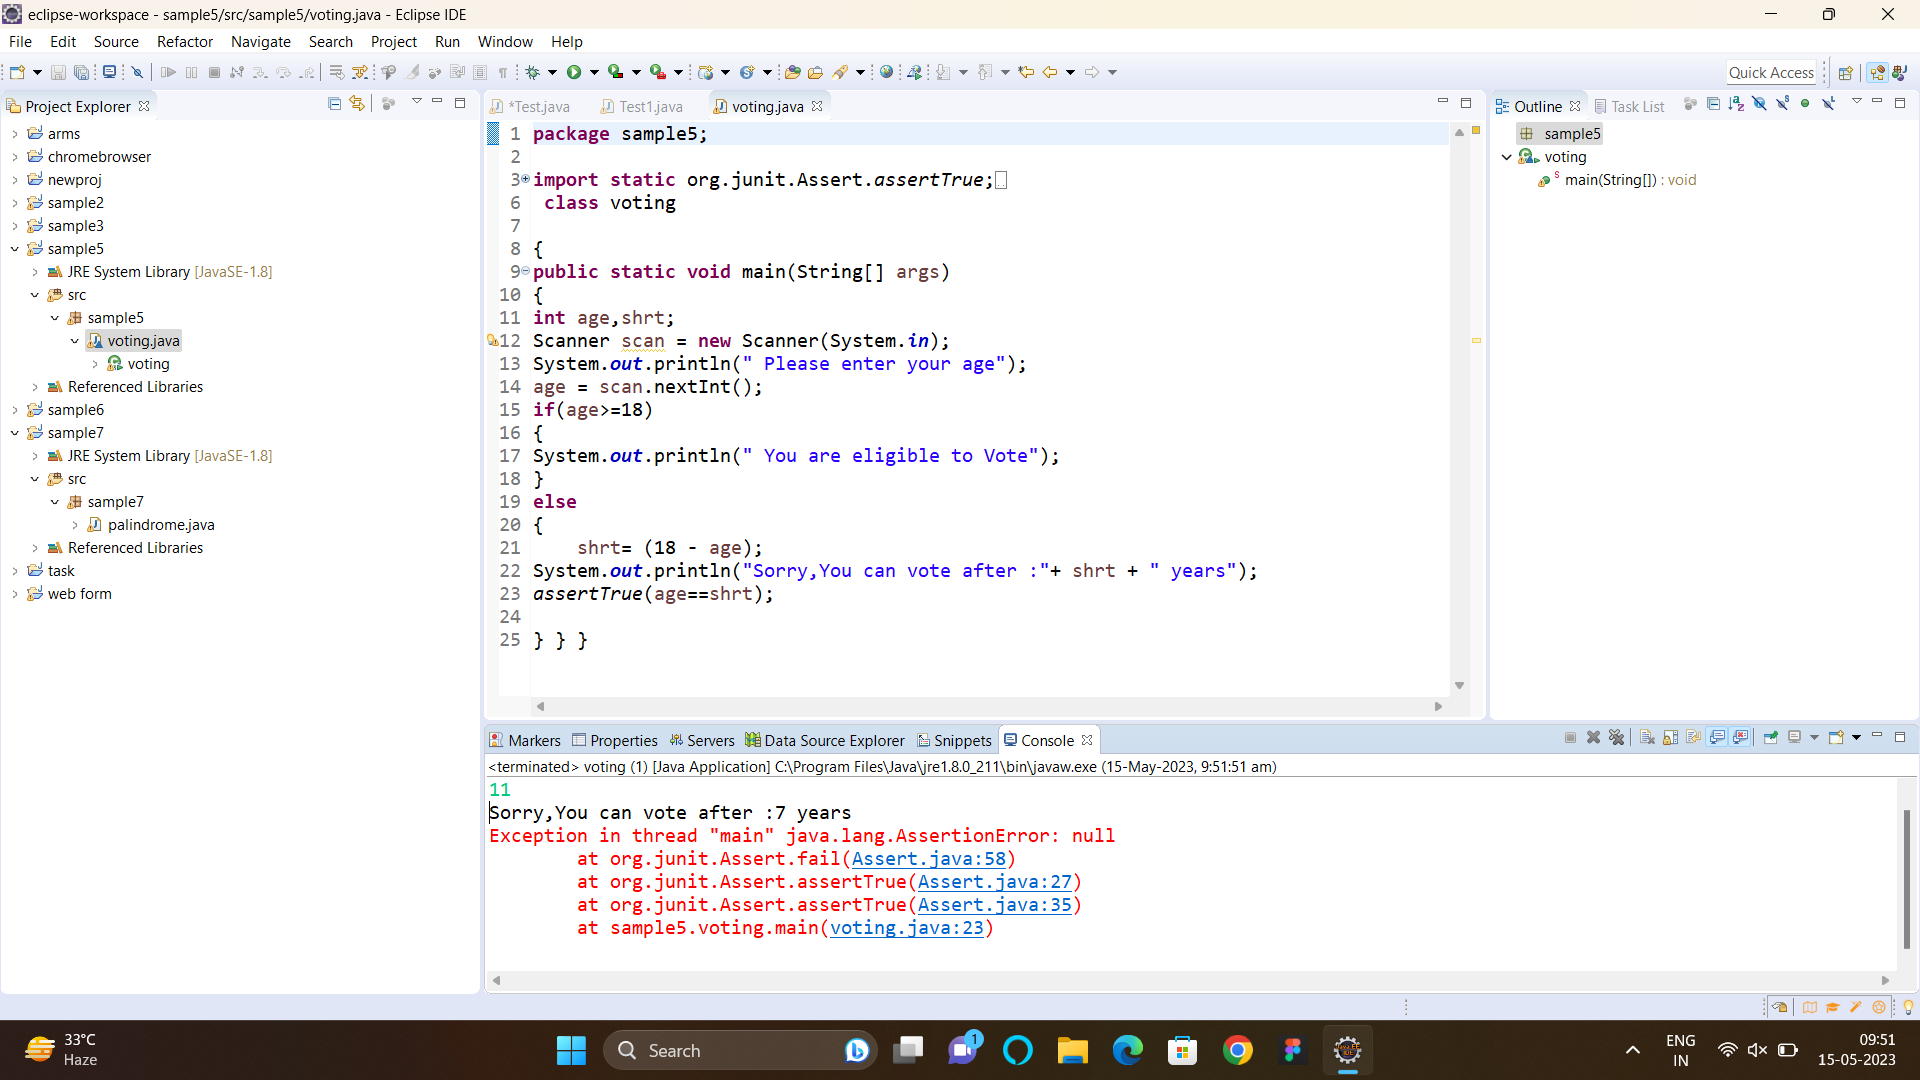 eclipse-workspace - sample5/src/sample5/voting.java - Eclipse IDE
File Edit Source Refactor Navigate Search Project Run Window Help
Quick Access
Project Explorer
arms
chromebrowser
newproj
sample2
sample3
sample5
JRE System Library [JavaSE-1.8]
src
sample5
voting.java
voting
Referenced Libraries
sample6
sample7
JRE System Library [JavaSE-1.8]
src
sample7
palindrome.java
Referenced Libraries
task
web form
*Test.java Test1.java voting.java
1 package sample5;
2
3 import static org.junit.Assert.assertTrue;
6 class voting
7
8 {
9 public static void main(String[] args)
10 {
11 int age,shrt;
12 Scanner scan = new Scanner(System.in);
13 System.out.println(" Please enter your age");
14 age = scan.nextInt();
15 if(age>=18)
16 {
17 System.out.println(" You are eligible to Vote");
18 }
19 else
20 {
21 shrt= (18 - age);
22 System.out.println("Sorry,You can vote after :"+ shrt + " years");
23 assertTrue(age==shrt);
24
25 } } }
Outline Task List
sample5
voting
main(String[]) : void
Markers Properties Servers Data Source Explorer Snippets Console
<terminated> voting (1) [Java Application] C:\Program Files\Java\jre1.8.0_211\bin\javaw.exe (15-May-2023, 9:51:51 am)
11
Sorry,You can vote after :7 years
Exception in thread "main" java.lang.AssertionError: null
at org.junit.Assert.fail(Assert.java:58)
at org.junit.Assert.assertTrue(Assert.java:27)
at org.junit.Assert.assertTrue(Assert.java:35)
at sample5.voting.main(voting.java:23)
33°C
Haze
Search
1
ENG
IN
09:51
15-05-2023